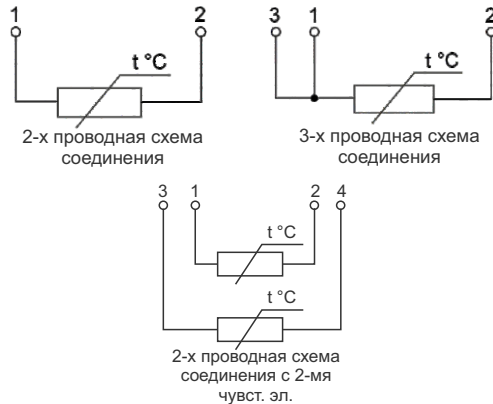 1 2 3 1 2
t °C t °C
2-х проводная схема
соединения
3-х проводная схема
соединения
3 1 2 4
t °C
t °C
2-х проводная схема
соединения с 2-мя
чувст. эл.